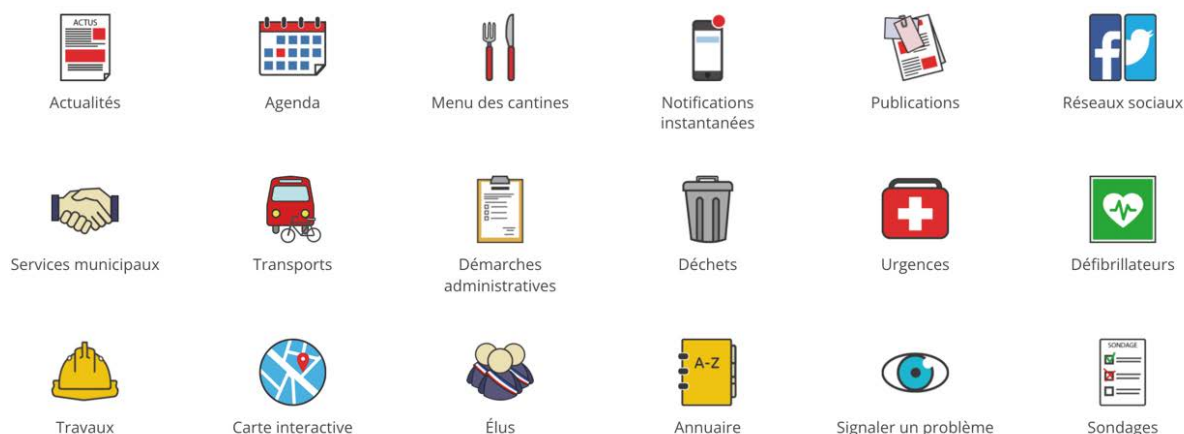 ACTUS
Actualités
Agenda
Menu des cantines
Notifications
instantanées
Publications
Réseaux sociaux
Services municipaux
Transports
Démarches
administratives
Déchets
Urgences
Défibrillateurs
A-Z
SONDAGE
Travaux
Carte interactive
Élus
Annuaire
Signaler un problème
Sondages